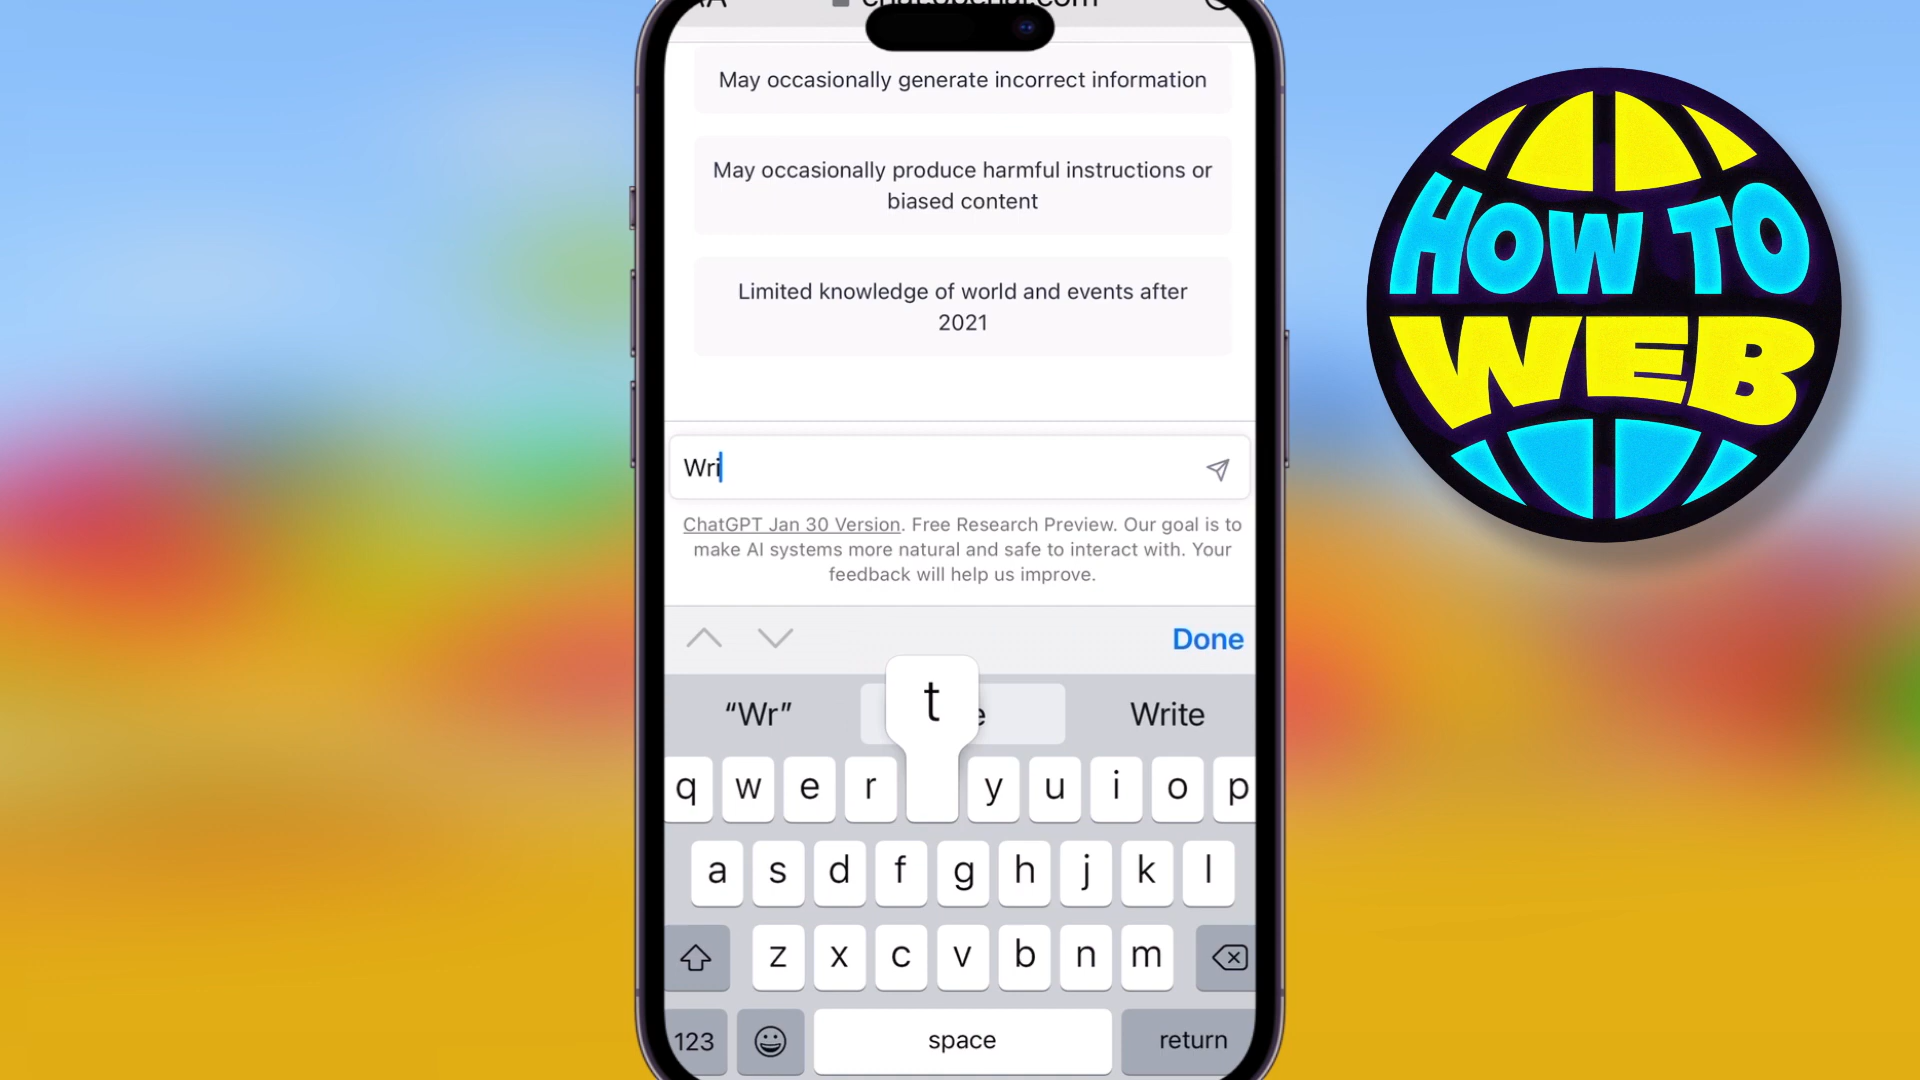 May occasionally generate incorrect information
May occasionally produce harmful instructions or
biased content
Limited knowledge of world and events after
2021
Wri
ChatGPT Jan 30 Version. Free Research Preview. Our goal is to
make AI systems more natural and safe to interact with. Your
feedback will help us improve.
Done
“Wr”
Write
t
q w e r y u i o p
a s d f g h j k l
z x c v b n m
123
space
return
HOW TO
WEB